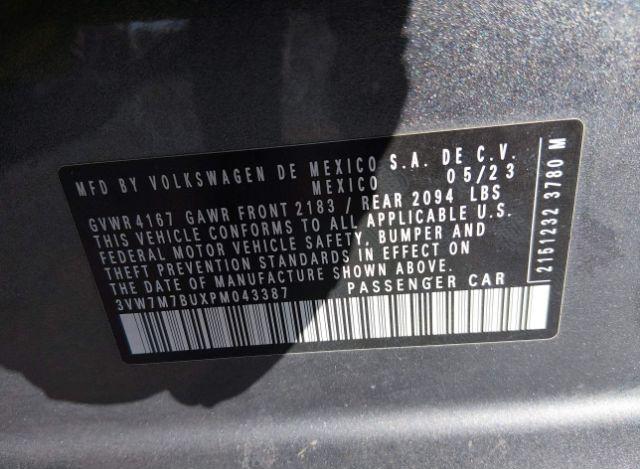 MFD BY VOLKSWAGEN DE MEXICO S.A. DE C.V.
MEXICO 05/23
GVWR 4167 GAWR FRONT 2183 / REAR 2094 LBS
THIS VEHICLE CONFORMS TO ALL APPLICABLE U.S.
FEDERAL MOTOR VEHICLE SAFETY, BUMPER AND
THEFT PREVENTION STANDARDS IN EFFECT ON
THE DATE OF MANUFACTURE SHOWN ABOVE.
3VW7M7BUXPM043387 PASSENGER CAR
2151232 3780 M